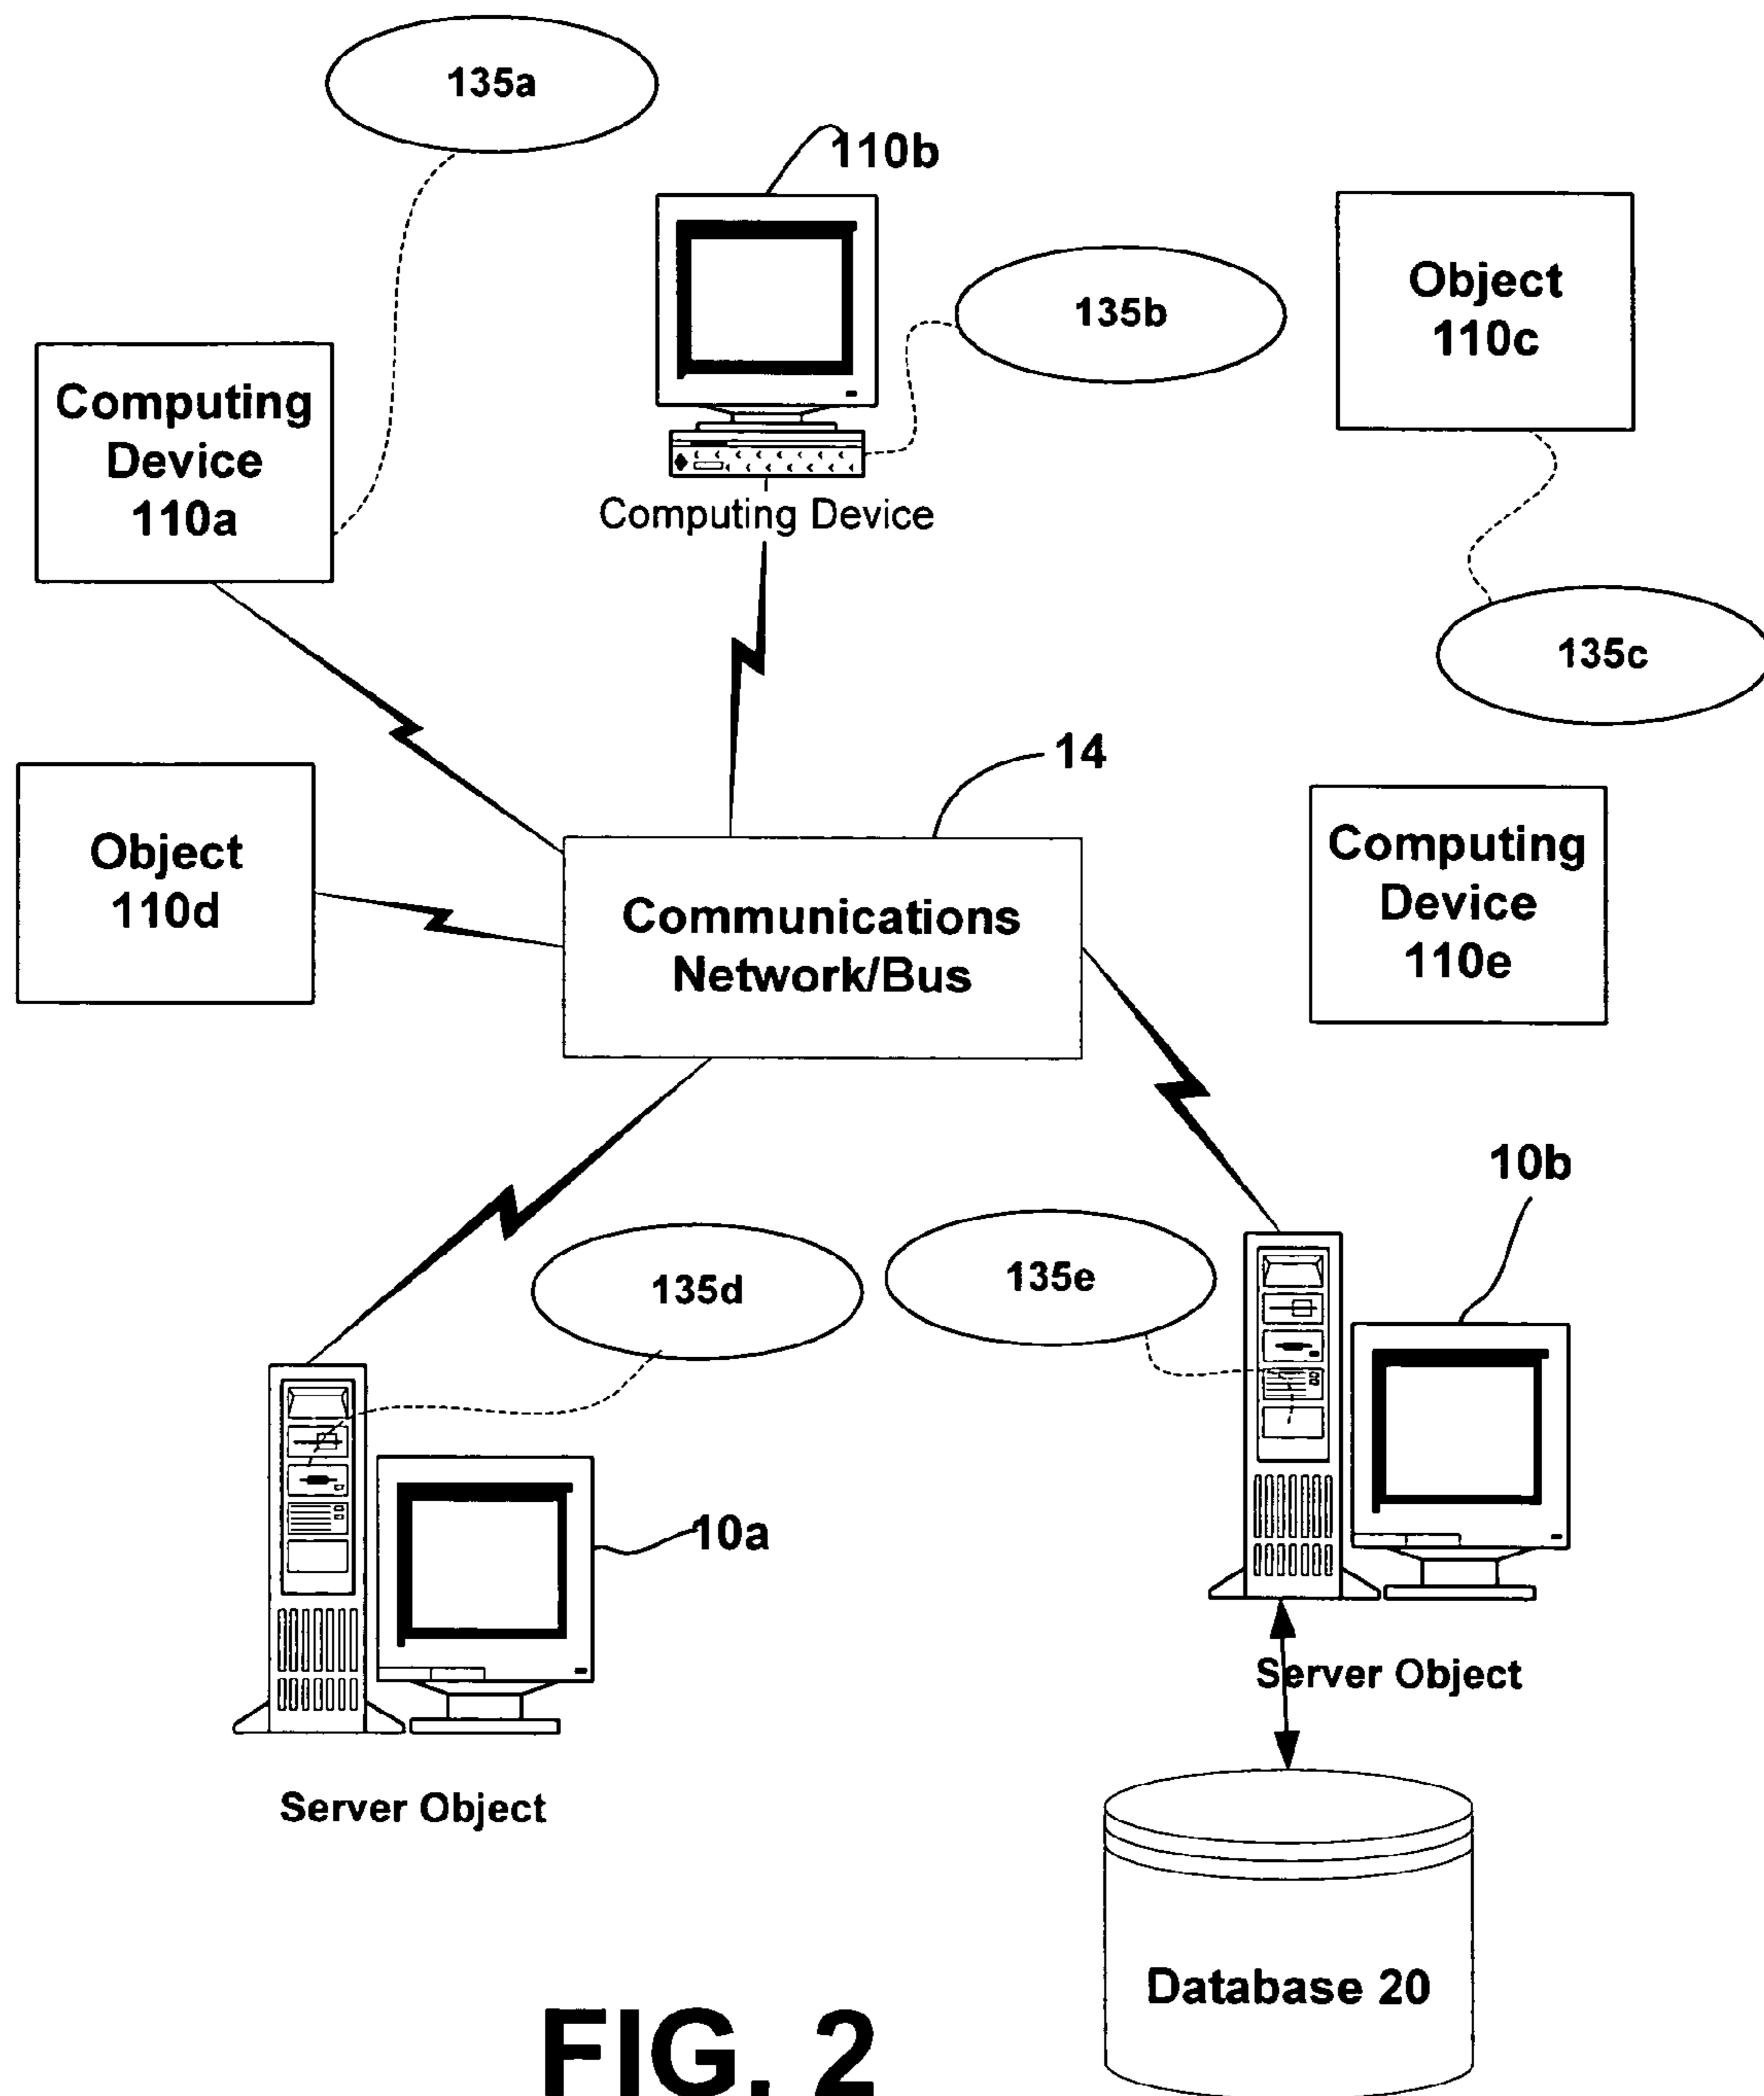 135a
110b
135b
Object
110c
Computing
Device
110a
Computing Device
135c
14
Object
110d
Communications
Network/Bus
Computing
Device
110e
10b
135d
135e
10a
Server Object
Server Object
Database 20
FIG. 2